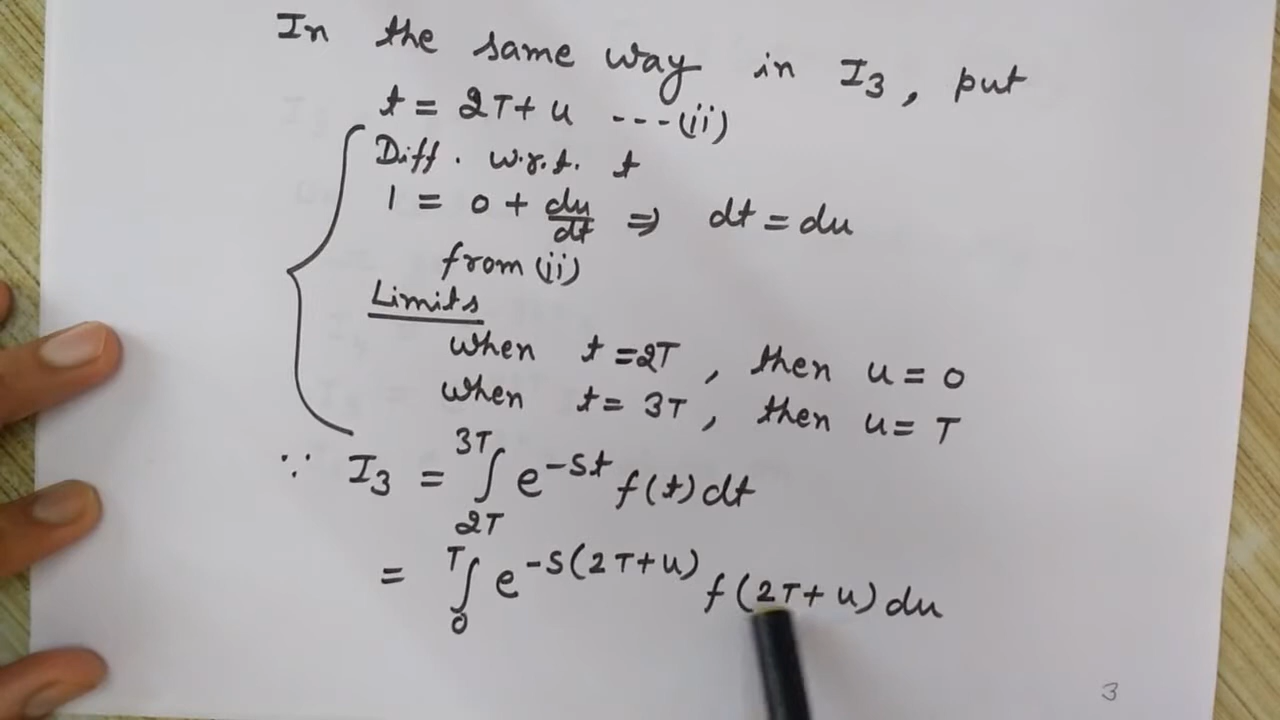 In the same way in I₃, put
t = 2T + u ---(ii)
Diff. w.r.t. t
1 = 0 + du/dt ⇒ dt = du
from (ii)
Limits
when t = 2T, then u = 0
when t = 3T, then u = T
∵ I₃ = ∫_{2T}^{3T} e^{-st} f(t) dt
= ∫_0^T e^{-s(2T+u)} f(2T+u) du
3